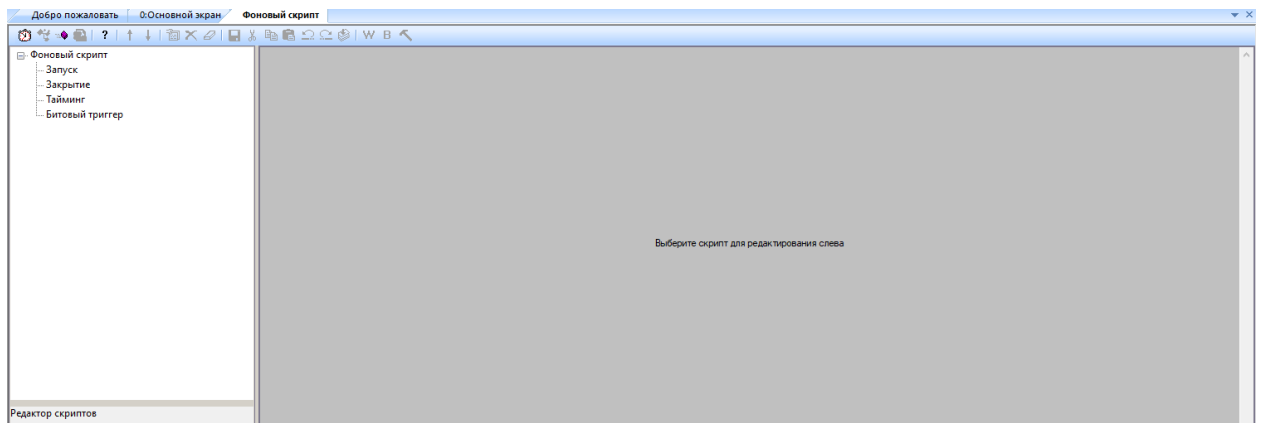 Добро пожаловать 0:Основной экран Фоновый скрипт
? W B
Фоновый скрипт
Запуск
Закрытие
Тайминг
Битовый триггер
Выберите скрипт для редактирования слева
Редактор скриптов